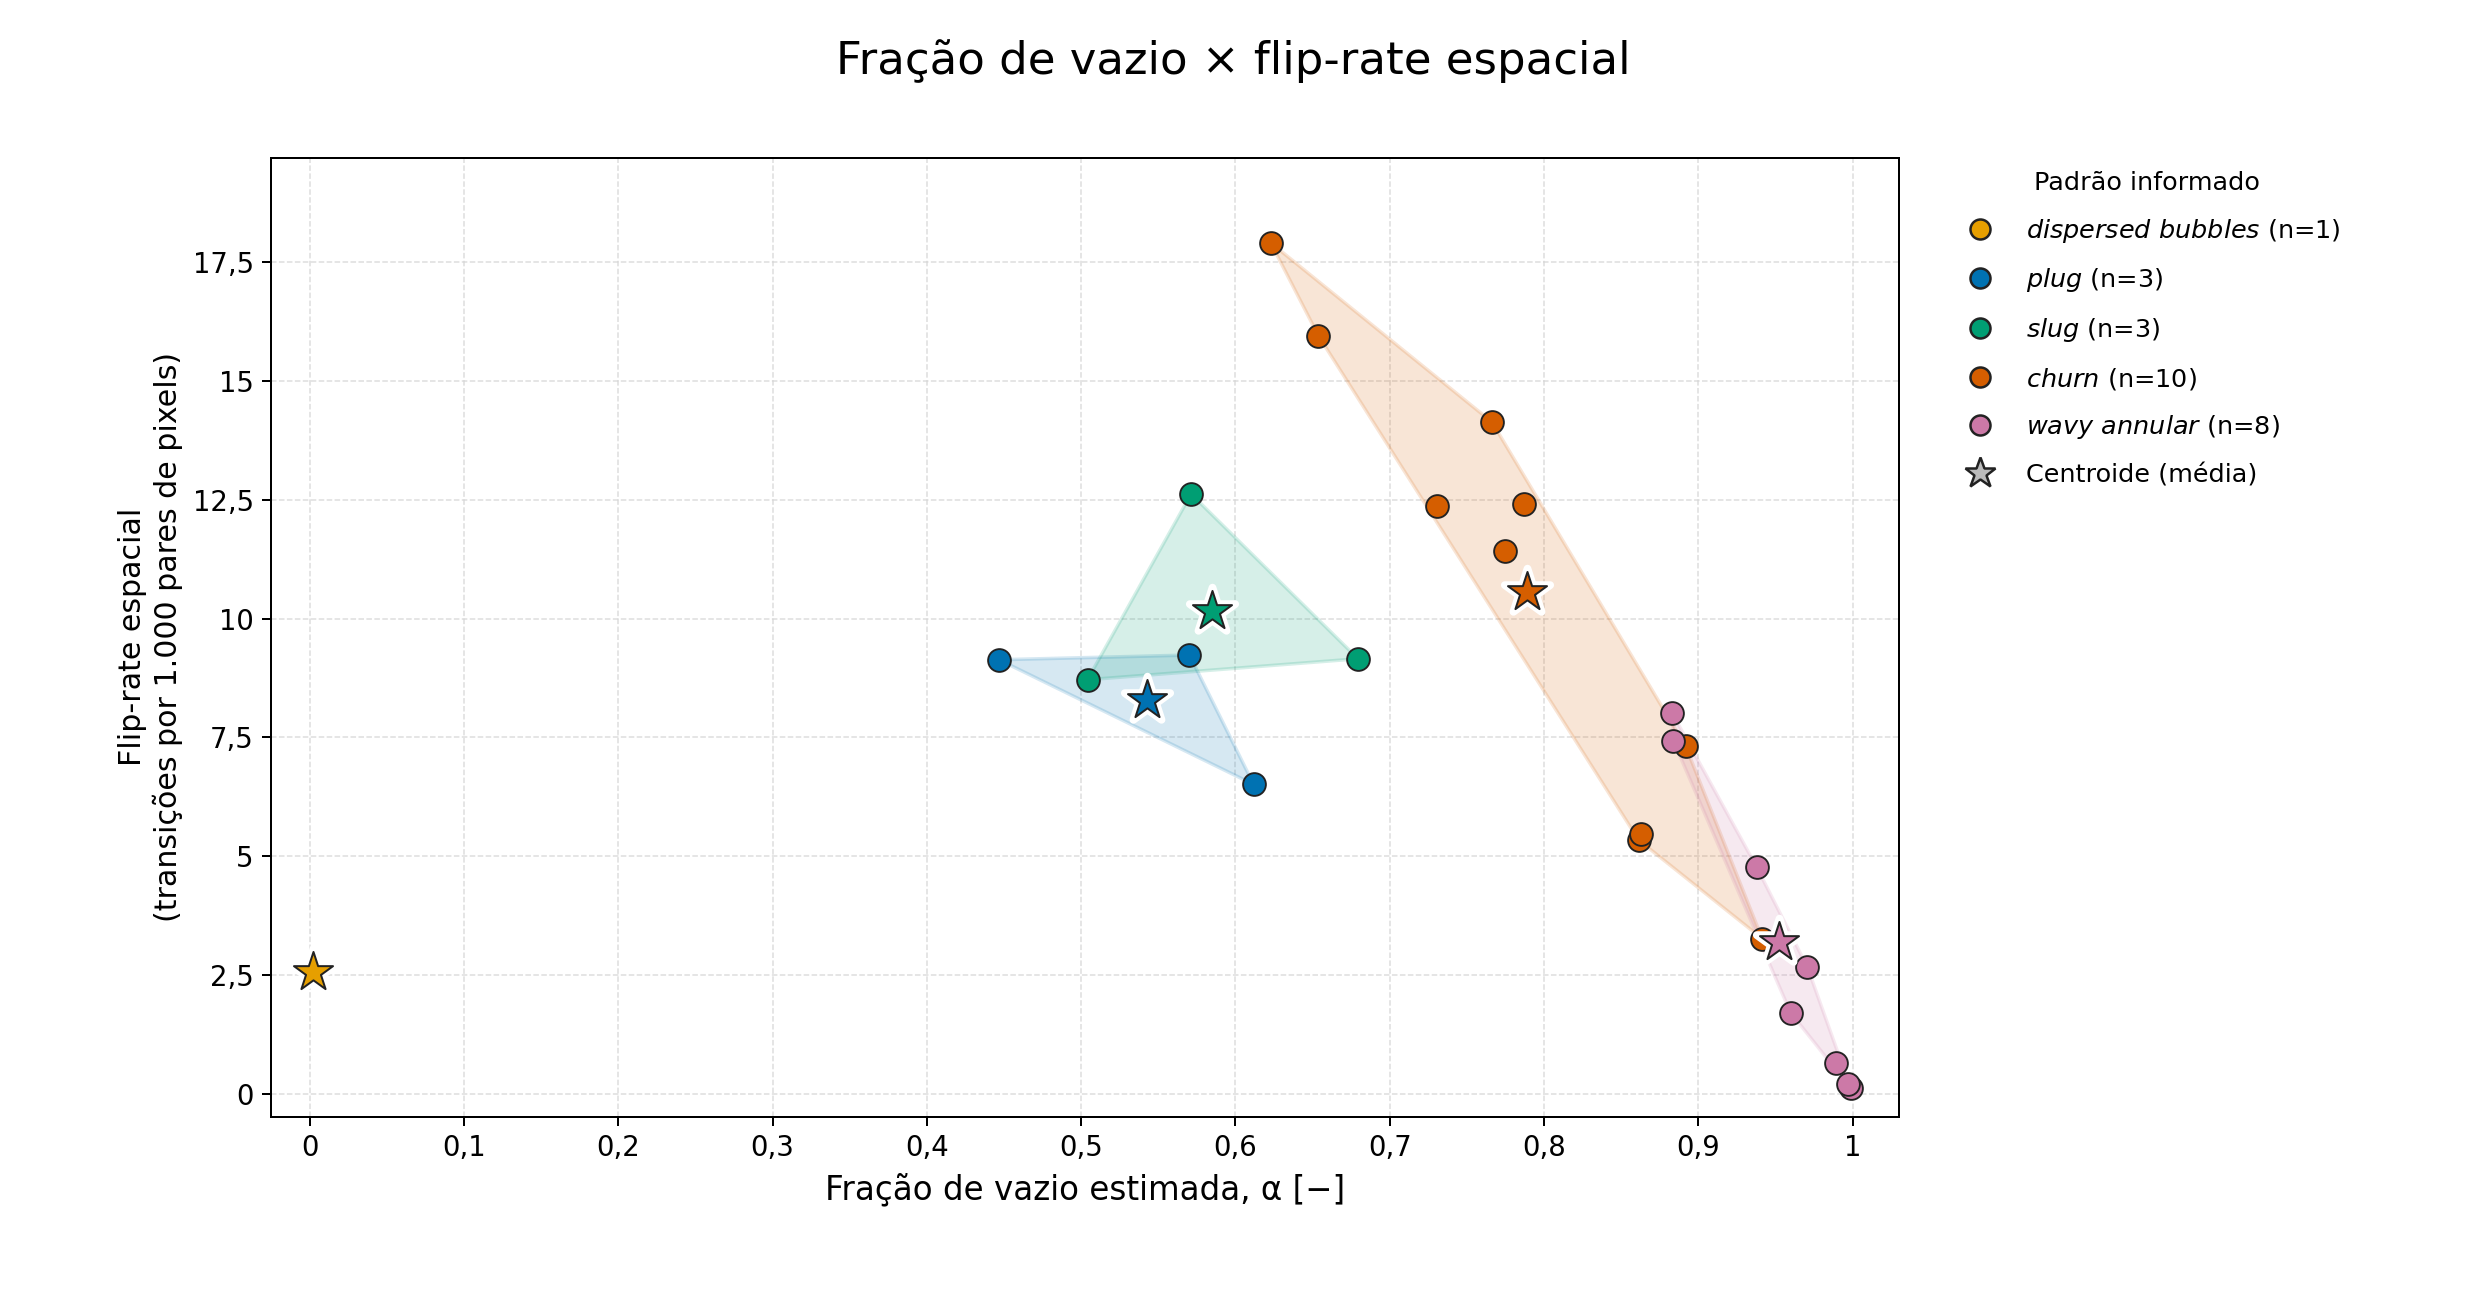 Fração de vazio × flip-rate espacial
Flip-rate espacial
(transições por 1.000 pares de pixels)
17,5
15
12,5
10
7,5
5
2,5
0
0
0,1
0,2
0,3
0,4
0,5
0,6
0,7
0,8
0,9
1
Fração de vazio estimada, α [−]
Padrão informado
dispersed bubbles (n=1)
plug (n=3)
slug (n=3)
churn (n=10)
wavy annular (n=8)
Centroide (média)